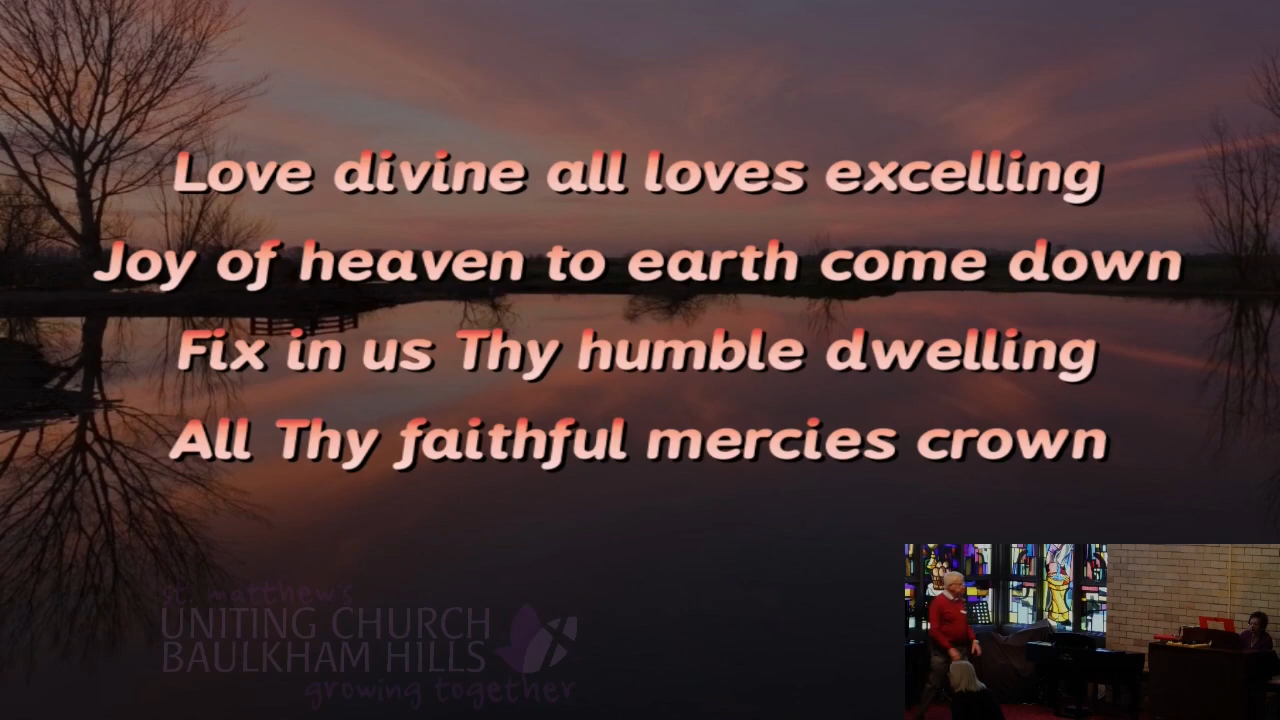 Love divine all loves excelling
Joy of heaven to earth come down
Fix in us Thy humble dwelling
All Thy faithful mercies crown
st. matthew's
UNITING CHURCH
BAULKHAM HILLS
growing together